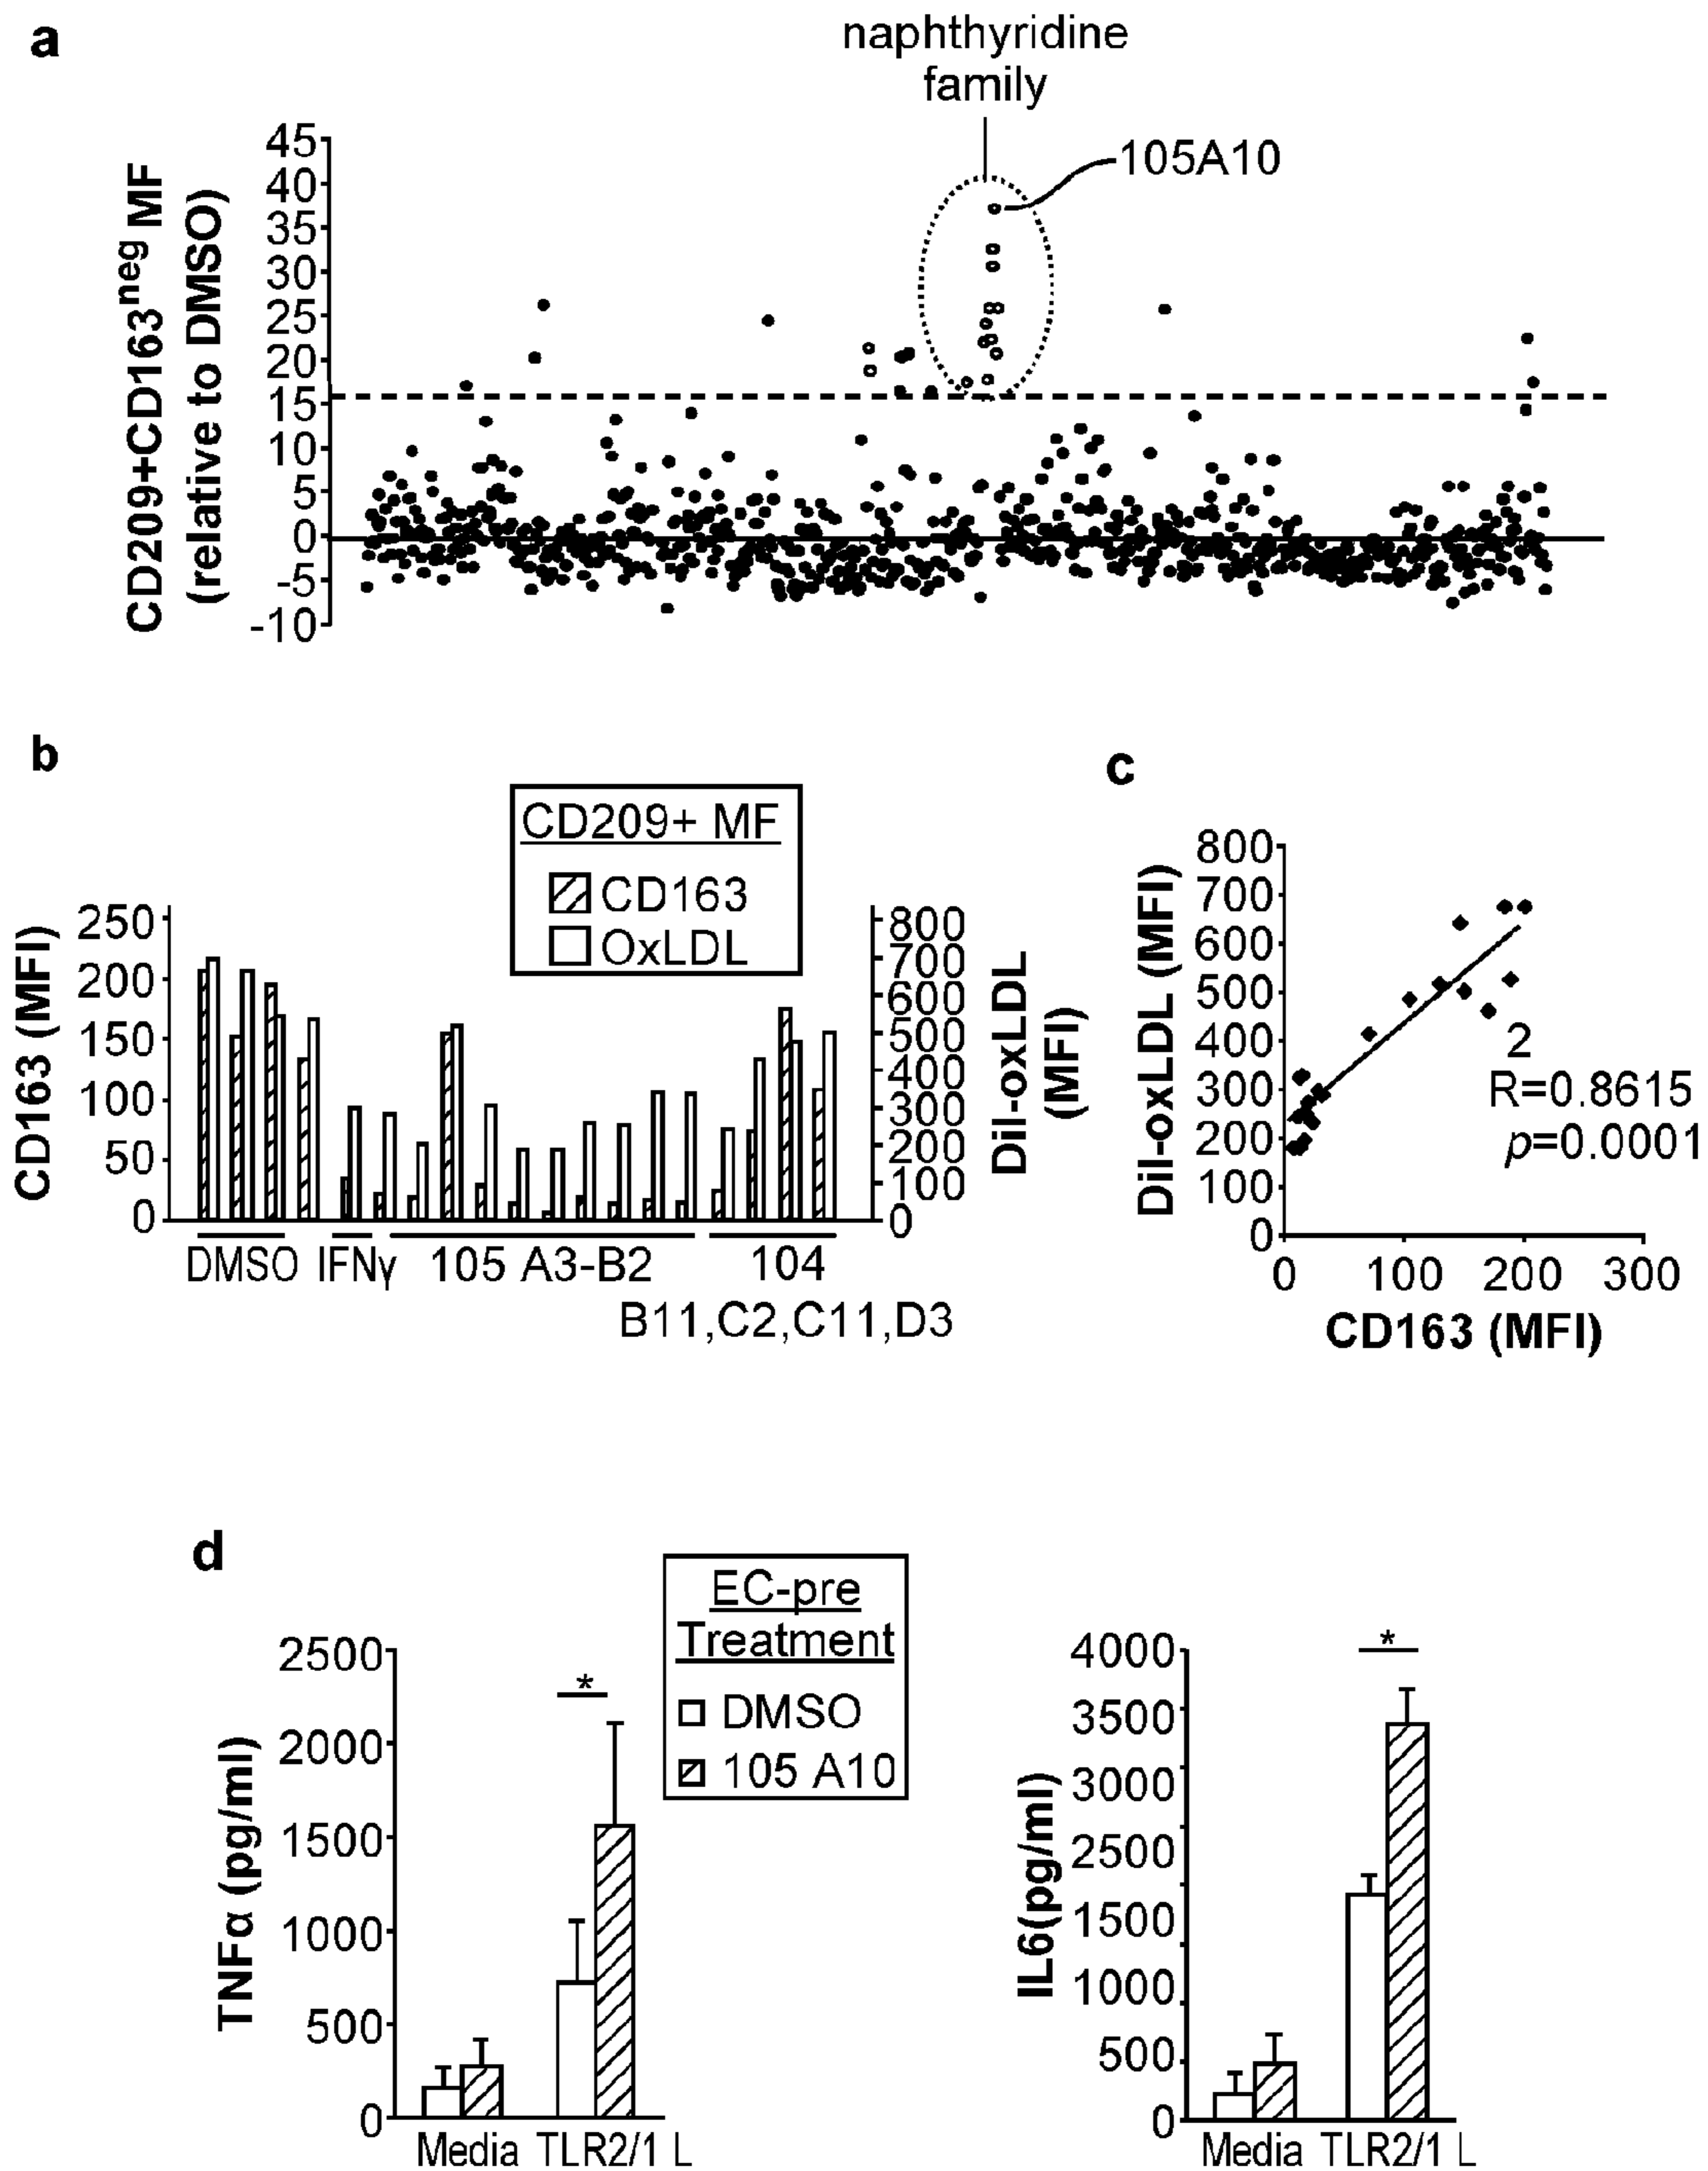 a
naphthyridine
family
105A10
CD209+CD163neg MF
(relative to DMSO)
45
40
35
30
25
20
15
10
5
0
-5
-10
b
CD209+ MF
CD163
OxLDL
CD163 (MFI)
250
200
150
100
50
0
800
700
600
500
400
300
200
100
0
Dil-oxLDL
(MFI)
DMSO IFNγ 105 A3-B2 104
B11,C2,C11,D3
c
Dil-oxLDL (MFI)
800
700
600
500
400
300
200
100
0
2
R=0.8615
p=0.0001
0 100 200 300
CD163 (MFI)
d
EC-pre
Treatment
DMSO
105 A10
TNFα (pg/ml)
2500
2000
1500
1000
500
0
*
Media TLR2/1 L
IL6(pg/ml)
4000
3500
3000
2500
1500
1000
500
0
*
Media TLR2/1 L